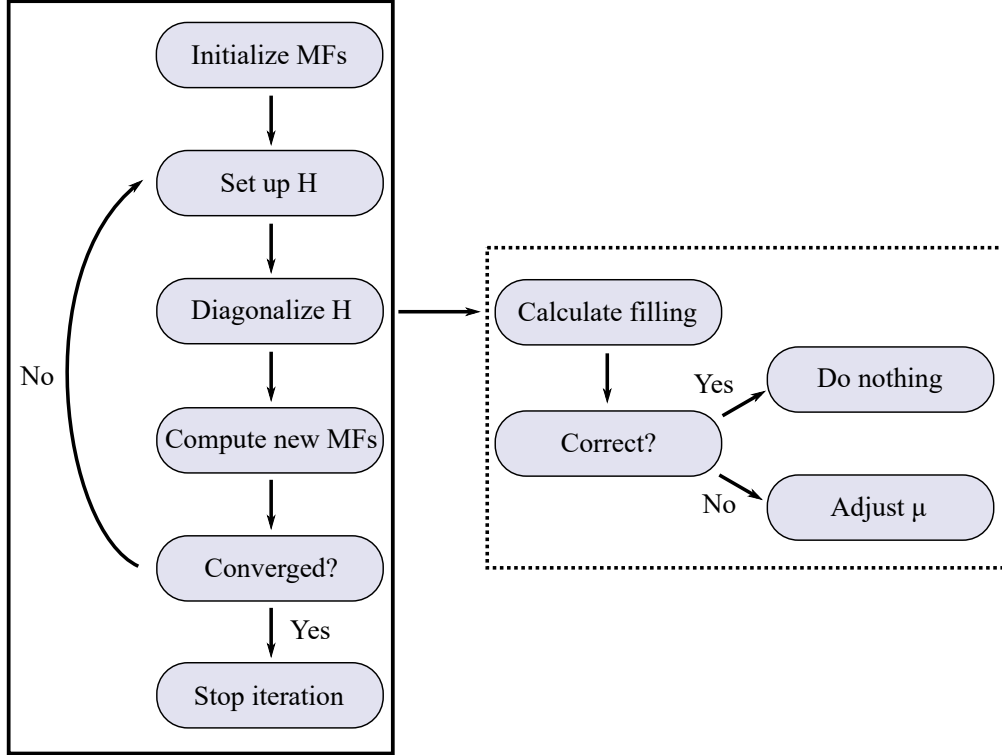 Initialize MFs
Set up H
Diagonalize H
No
Compute new MFs
Converged?
Yes
Stop iteration
Calculate filling
Correct?
Yes
Do nothing
No
Adjust μ